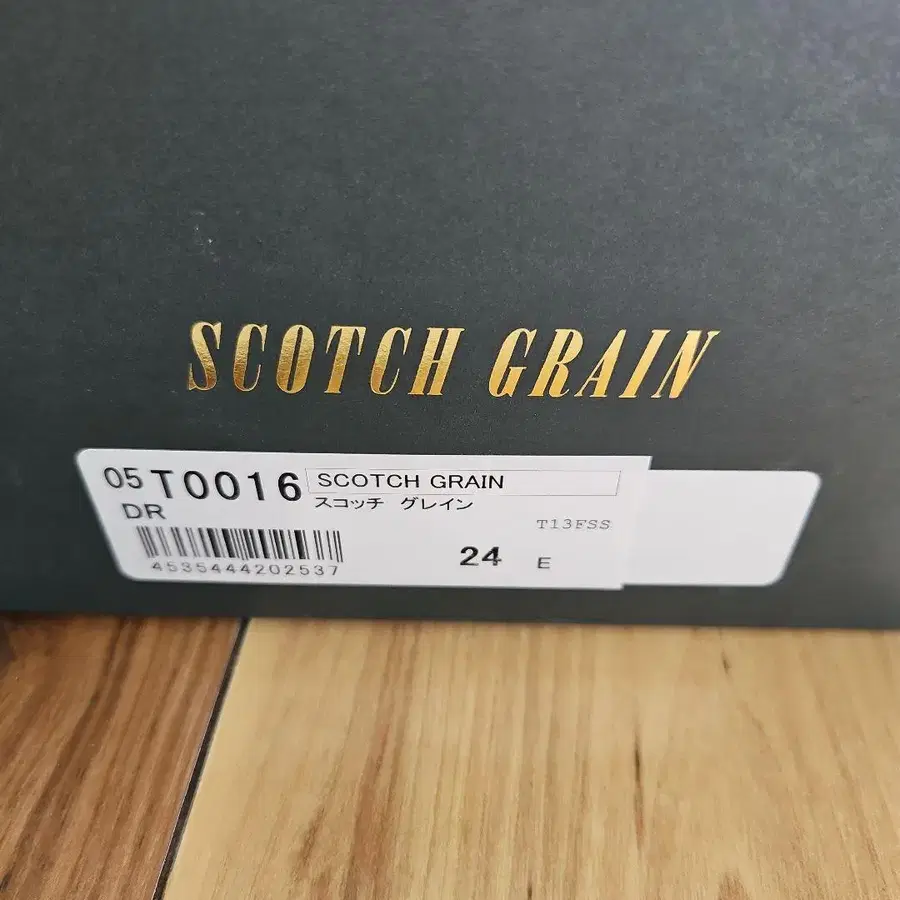 SCOTCH GRAIN
05 T0016 SCOTCH GRAIN
DR スコッチ グレイン
T13FSS
4535444202537 24 E